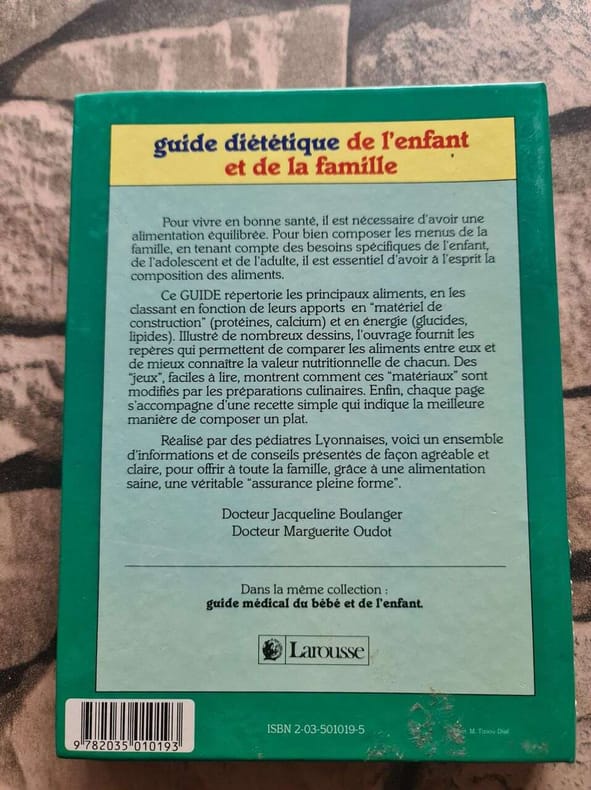 guide diététique de l'enfant
et de la famille
Pour vivre en bonne santé, il est nécessaire d'avoir une
alimentation équilibrée. Pour bien composer les menus de la
famille, en tenant compte des besoins spécifiques de l'enfant,
de l'adolescent et de l'adulte, il est essentiel d'avoir à l'esprit la
composition des aliments.
Ce GUIDE répertorie les principaux aliments, en les
classant en fonction de leurs apports en "matériel de
construction" (protéines, calcium) et en énergie (glucides,
lipides). Illustré de nombreux dessins, l'ouvrage fournit les
repères qui permettent de comparer les aliments entre eux et
de mieux connaître la valeur nutritionnelle de chacun. Des
"jeux", faciles à lire, montrent comment ces "matériaux" sont
modifiés par les préparations culinaires. Enfin, chaque page
s'accompagne d'une recette simple qui indique la meilleure
manière de composer un plat.
Réalisé par des pédiatres Lyonnaises, voici un ensemble
d'informations et de conseils présentés de façon agréable et
claire, pour offrir à toute la famille, grâce à une alimentation
saine, une véritable "assurance pleine forme".
Docteur Jacqueline Boulanger
Docteur Marguerite Oudot
Dans la même collection :
guide médical du bébé et de l'enfant.
Larousse
ISBN 2-03-501019-5
9 782035 010193